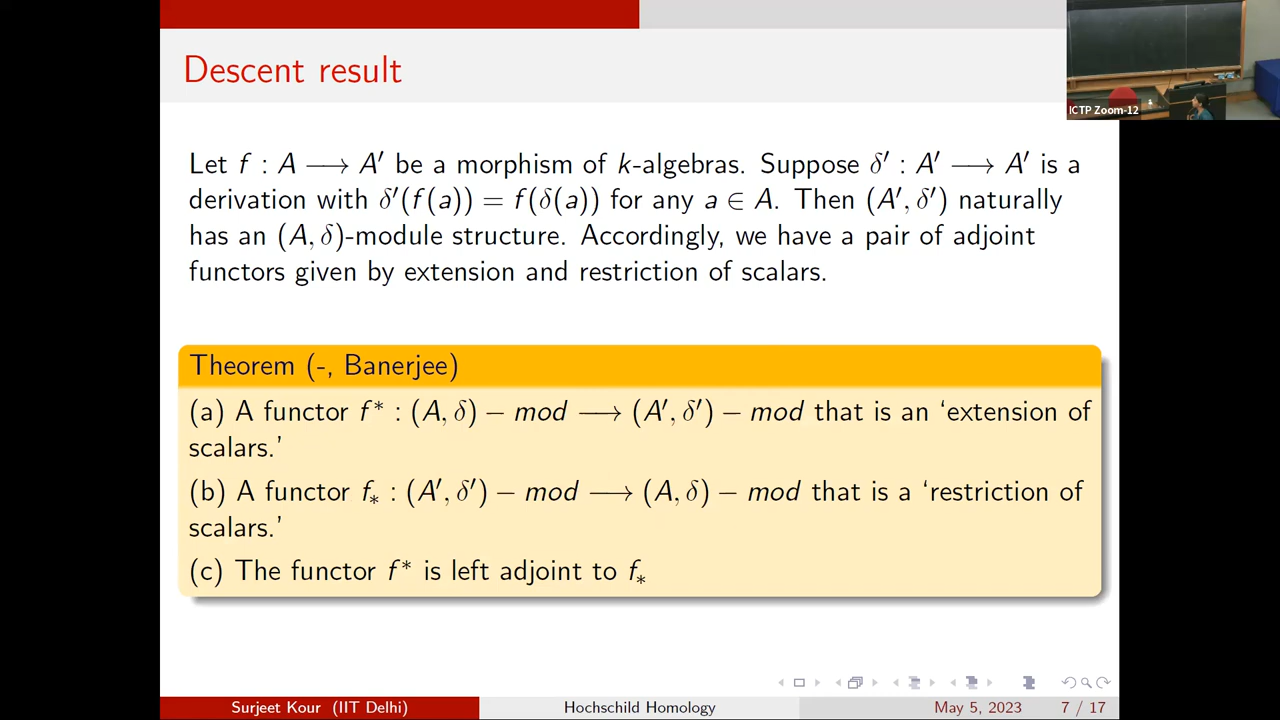 Descent result
ICTP Zoom-12
Let f : A ⟶ A′ be a morphism of k-algebras. Suppose δ′ : A′ ⟶ A′ is a
derivation with δ′(f(a)) = f(δ(a)) for any a ∈ A. Then (A′, δ′) naturally
has an (A, δ)-module structure. Accordingly, we have a pair of adjoint
functors given by extension and restriction of scalars.
Theorem (-, Banerjee)
(a) A functor f* : (A, δ) − mod ⟶ (A′, δ′) − mod that is an ‘extension of
scalars.’
(b) A functor f∗ : (A′, δ′) − mod ⟶ (A, δ) − mod that is a ‘restriction of
scalars.’
(c) The functor f* is left adjoint to f∗
Surjeet Kour (IIT Delhi) Hochschild Homology May 5, 2023 7 / 17